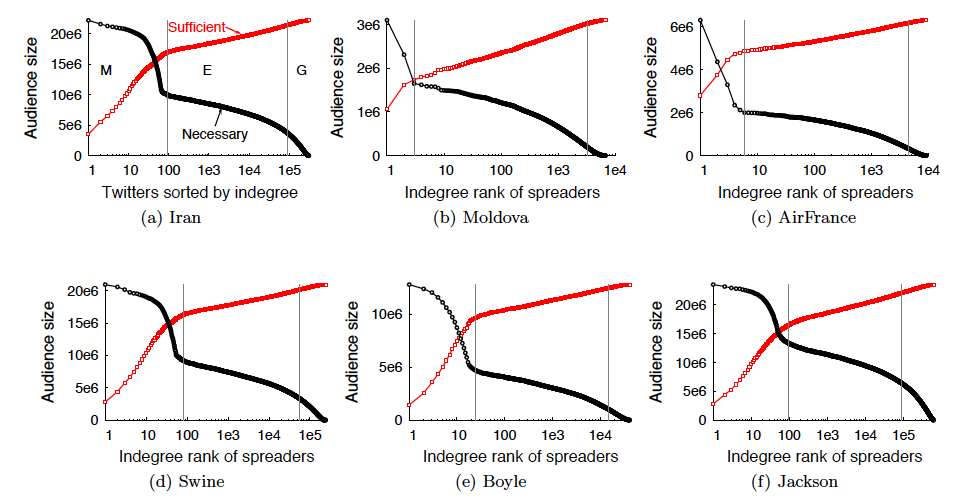 Audience size
20e6
15e6
10e6
5e6
0
Sufficient
M
E
G
Necessary
1 10 100 1e3 1e4 1e5
Twitters sorted by indegree
(a) Iran
Audience size
3e6
2e6
1e6
0
1 10 100 1e3 1e4
Indegree rank of spreaders
(b) Moldova
Audience size
6e6
4e6
2e6
0
1 10 100 1e3 1e4
Indegree rank of spreaders
(c) AirFrance
Audience size
20e6
15e6
10e6
5e6
0
1 10 100 1e3 1e4 1e5
Indegree rank of spreaders
(d) Swine
Audience size
10e6
5e6
0
1 10 100 1e3 1e4
Indegree rank of spreaders
(e) Boyle
Audience size
20e6
15e6
10e6
5e6
0
1 10 100 1e3 1e4 1e5
Indegree rank of spreaders
(f) Jackson